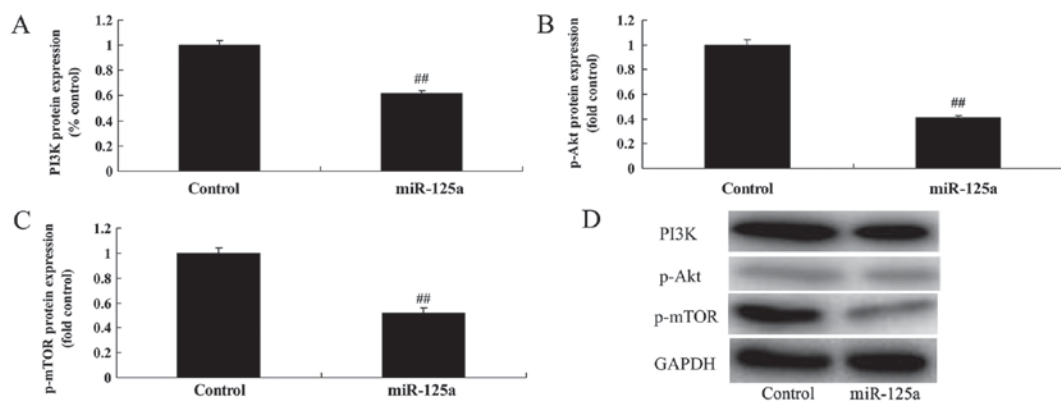 A
PI3K protein expression
(% control)
1.2
1
0.8
0.6
0.4
0.2
0
##
Control
miR-125a
B
p-Akt protein expression
(fold control)
1.2
1
0.8
0.6
0.4
0.2
0
##
Control
miR-125a
C
p-mTOR protein expression
(fold control)
1.2
1
0.8
0.6
0.4
0.2
0
##
Control
miR-125a
D
PI3K
p-Akt
p-mTOR
GAPDH
Control miR-125a